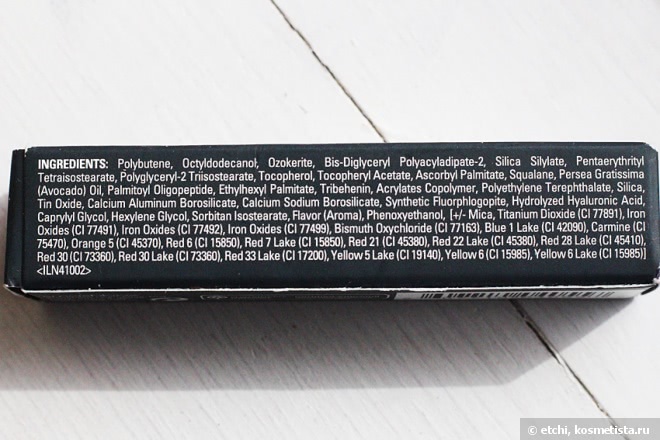 INGREDIENTS: Polybutene, Octyldodecanol, Ozokerite, Bis-Diglyceryl Polyacyladipate-2, Silica Silylate, Pentaerythrityl
Tetraisostearate, Polyglyceryl-2 Triisostearate, Tocopherol, Tocopheryl Acetate, Ascorbyl Palmitate, Squalane, Persea Gratissima
(Avocado) Oil, Palmitoyl Oligopeptide, Ethylhexyl Palmitate, Tribehenin, Acrylates Copolymer, Polyethylene Terephthalate, Silica,
Tin Oxide, Calcium Aluminum Borosilicate, Calcium Sodium Borosilicate, Synthetic Fluorphlogopite, Hydrolyzed Hyaluronic Acid,
Caprylyl Glycol, Hexylene Glycol, Sorbitan Isostearate, Flavor (Aroma), Phenoxyethanol, [+/- Mica, Titanium Dioxide (CI 77891), Iron
Oxides (CI 77491), Iron Oxides (CI 77492), Iron Oxides (CI 77499), Bismuth Oxychloride (CI 77163), Blue 1 Lake (CI 42090), Carmine (CI
75470), Orange 5 (CI 45370), Red 6 (CI 15850), Red 7 Lake (CI 15850), Red 21 (CI 45380), Red 22 Lake (CI 45380), Red 28 Lake (CI 45410),
Red 30 (CI 73360), Red 30 Lake (CI 73360), Red 33 Lake (CI 17200), Yellow 5 Lake (CI 19140), Yellow 6 (CI 15985), Yellow 6 Lake (CI 15985)]
<ILN41002>
© etchi, kosmetista.ru